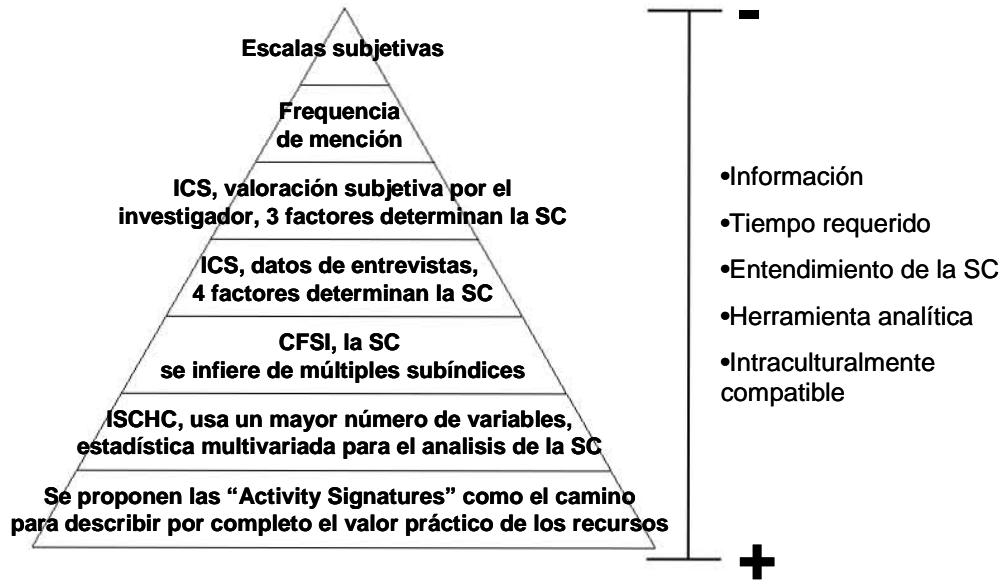 Escalas subjetivas
Frequencia
de mención
ICS, valoración subjetiva por el
investigador, 3 factores determinan la SC
ICS, datos de entrevistas,
4 factores determinan la SC
CFSI, la SC
se infiere de múltiples subíndices
ISCHC, usa un mayor número de variables,
estadística multivariada para el analisis de la SC
Se proponen las “Activity Signatures” como el camino
para describir por completo el valor práctico de los recursos
-
•Información
•Tiempo requerido
•Entendimiento de la SC
•Herramienta analítica
•Intraculturalmente
compatible
+